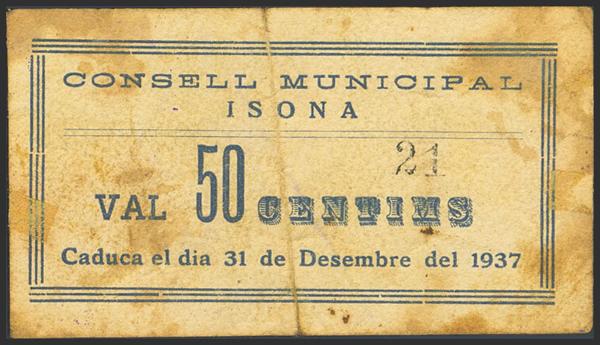 CONSELL MUNICIPAL
ISONA
21
VAL 50 CENTIMS
Caduca el dia 31 de Desembre del 1937